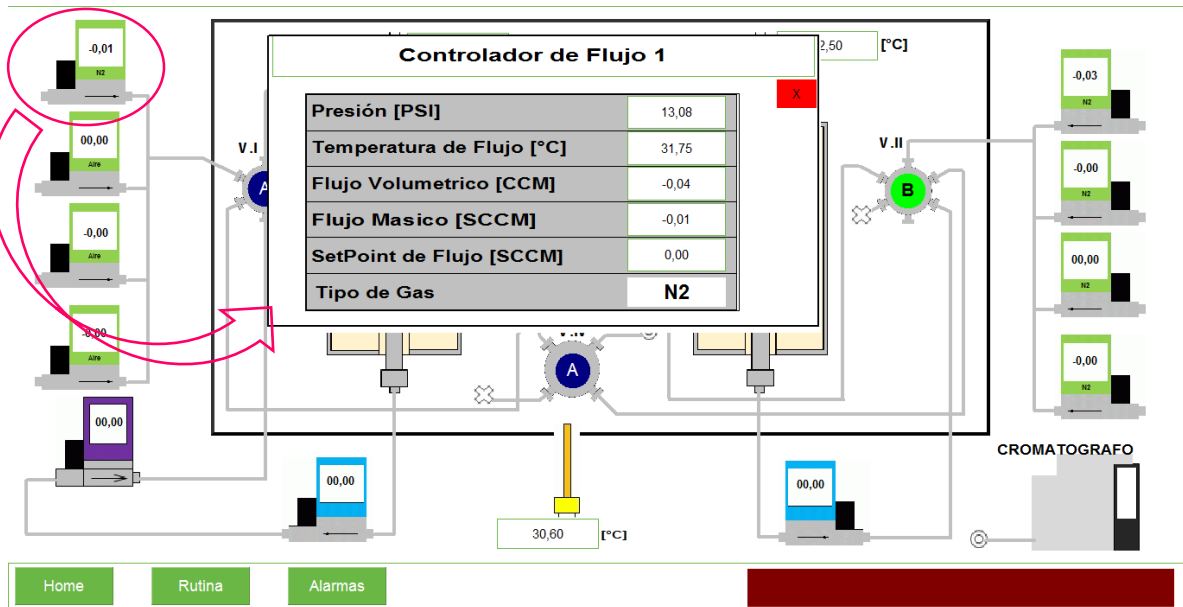 -0,01
N2
00,00
Aire
-0,00
Aire
-0,00
Aire
00,00
V.I
A
Controlador de Flujo 1
X
Presión [PSI] 13,08
Temperatura de Flujo [°C] 31,75
Flujo Volumetrico [CCM] -0,04
Flujo Masico [SCCM] -0,01
SetPoint de Flujo [SCCM] 0,00
Tipo de Gas N2
2,50 [°C]
V.II
B
-0,03
N2
-0,00
N2
00,00
N2
-0,00
N2
V.IV
A
00,00
30,60 [°C]
00,00
CROMATOGRAFO
Home Rutina Alarmas